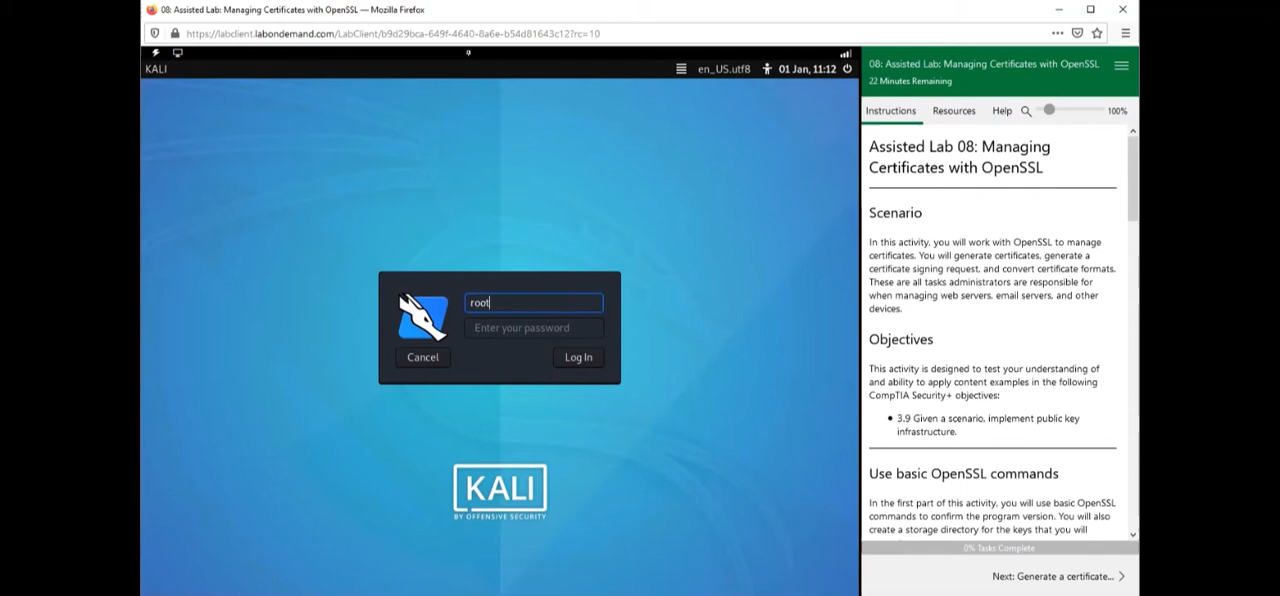 08: Assisted Lab: Managing Certificates with OpenSSL — Mozilla Firefox
https://labclient.labondemand.com/LabClient/b9d29bca-649f-4640-8a6e-b54d81643c12?rc=10
KALI
en_US.utf8
01 Jan, 11:12
root
Enter your password
Cancel
Log In
KALI
BY OFFENSIVE SECURITY
08: Assisted Lab: Managing Certificates with OpenSSL
22 Minutes Remaining
Instructions
Resources
Help
100%
Assisted Lab 08: Managing
Certificates with OpenSSL
Scenario
In this activity, you will work with OpenSSL to manage
certificates. You will generate certificates, generate a
certificate signing request, and convert certificate formats.
These are all tasks administrators are responsible for
when managing web servers, email servers, and other
devices.
Objectives
This activity is designed to test your understanding of
and ability to apply content examples in the following
CompTIA Security+ objectives:
• 3.9 Given a scenario, implement public key
infrastructure.
Use basic OpenSSL commands
In the first part of this activity, you will use basic OpenSSL
commands to confirm the program version. You will also
create a storage directory for the keys that you will
0% Tasks Complete
Next: Generate a certificate...